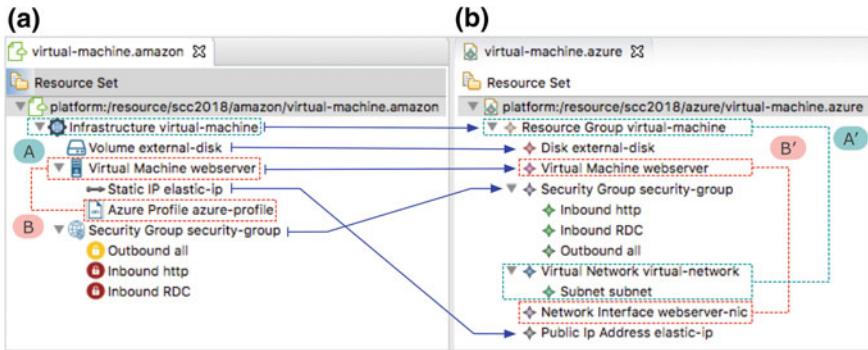 (a)
virtual-machine.amazon
Resource Set
platform:/resource/scc2018/amazon/virtual-machine.amazon
Infrastructure virtual-machine
A
Volume external-disk
Virtual Machine webserver
Static IP elastic-ip
Azure Profile azure-profile
B
Security Group security-group
Outbound all
Inbound http
Inbound RDC
(b)
virtual-machine.azure
Resource Set
platform:/resource/scc2018/azure/virtual-machine.azure
Resource Group virtual-machine
A'
B'
Disk external-disk
Virtual Machine webserver
Security Group security-group
Inbound http
Inbound RDC
Outbound all
Virtual Network virtual-network
Subnet subnet
Network Interface webserver-nic
Public Ip Address elastic-ip